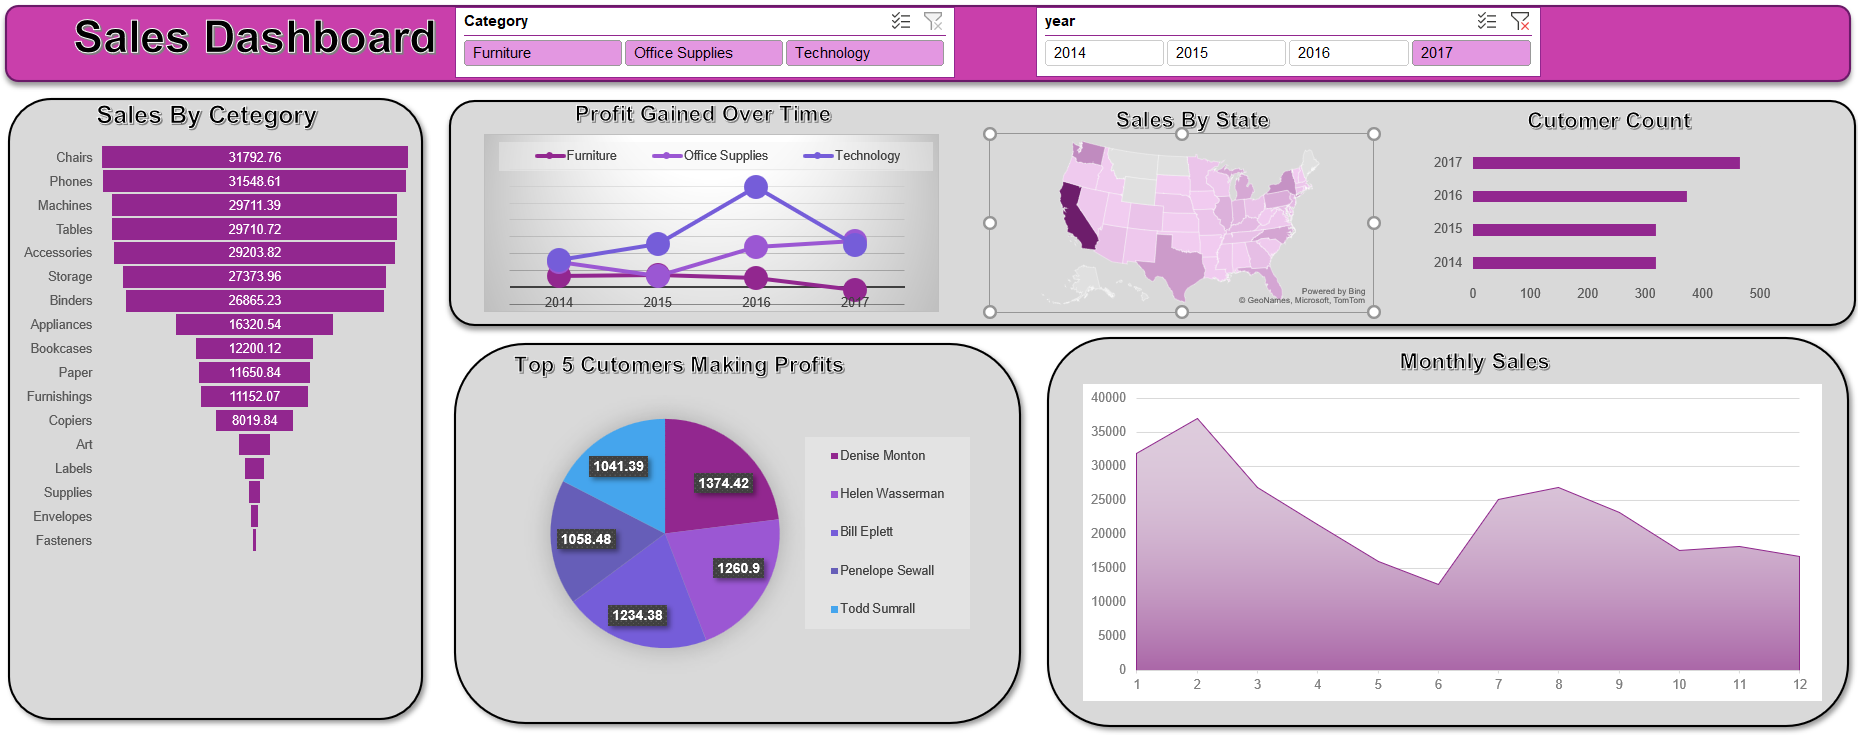 Sales Dashboard
Category
Furniture
Office Supplies
Technology
year
2014
2015
2016
2017
Sales By Cetegory
Chairs 31792.76
Phones 31548.61
Machines 29711.39
Tables 29710.72
Accessories 29203.82
Storage 27373.96
Binders 26865.23
Appliances 16320.54
Bookcases 12200.12
Paper 11650.84
Furnishings 11152.07
Copiers 8019.84
Art
Labels
Supplies
Envelopes
Fasteners
Profit Gained Over Time
Furniture Office Supplies Technology
2014 2015 2016 2017
Sales By State
Powered by Bing
© GeoNames, Microsoft, TomTom
Cutomer Count
2017
2016
2015
2014
0 100 200 300 400 500
Top 5 Cutomers Making Profits
1041.39
1374.42
1058.48
1260.9
1234.38
Denise Monton
Helen Wasserman
Bill Eplett
Penelope Sewall
Todd Sumrall
Monthly Sales
40000
35000
30000
25000
20000
15000
10000
5000
0
1 2 3 4 5 6 7 8 9 10 11 12